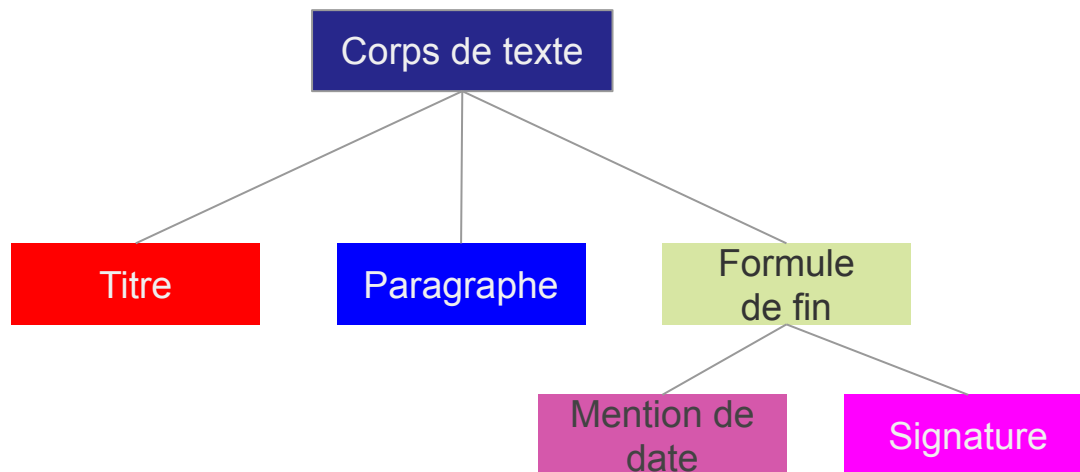 Corps de texte
Titre
Paragraphe
Formule
de fin
Mention de
date
Signature